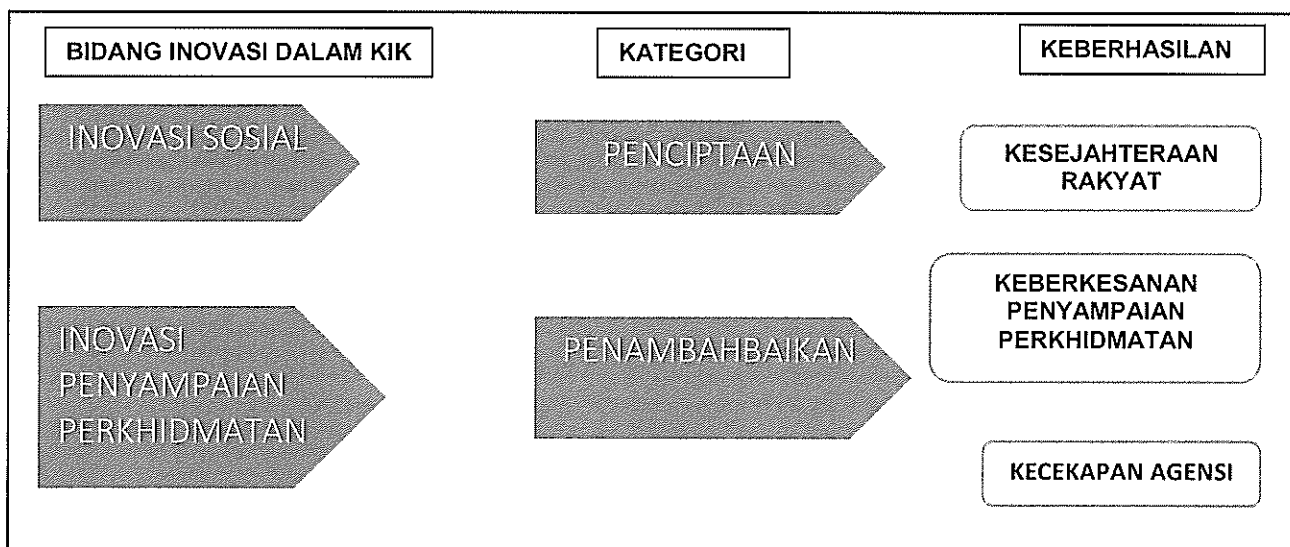 BIDANG INOVASI DALAM KIK
KATEGORI
KEBERHASILAN
INOVASI SOSIAL
PENCIPTAAN
KESEJAHTERAAN
RAKYAT
INOVASI
PENYAMPAIAN
PERKHIDMATAN
PENAMBAHBAIKAN
KEBERKESANAN
PENYAMPAIAN
PERKHIDMATAN
KECEKAPAN AGENSI